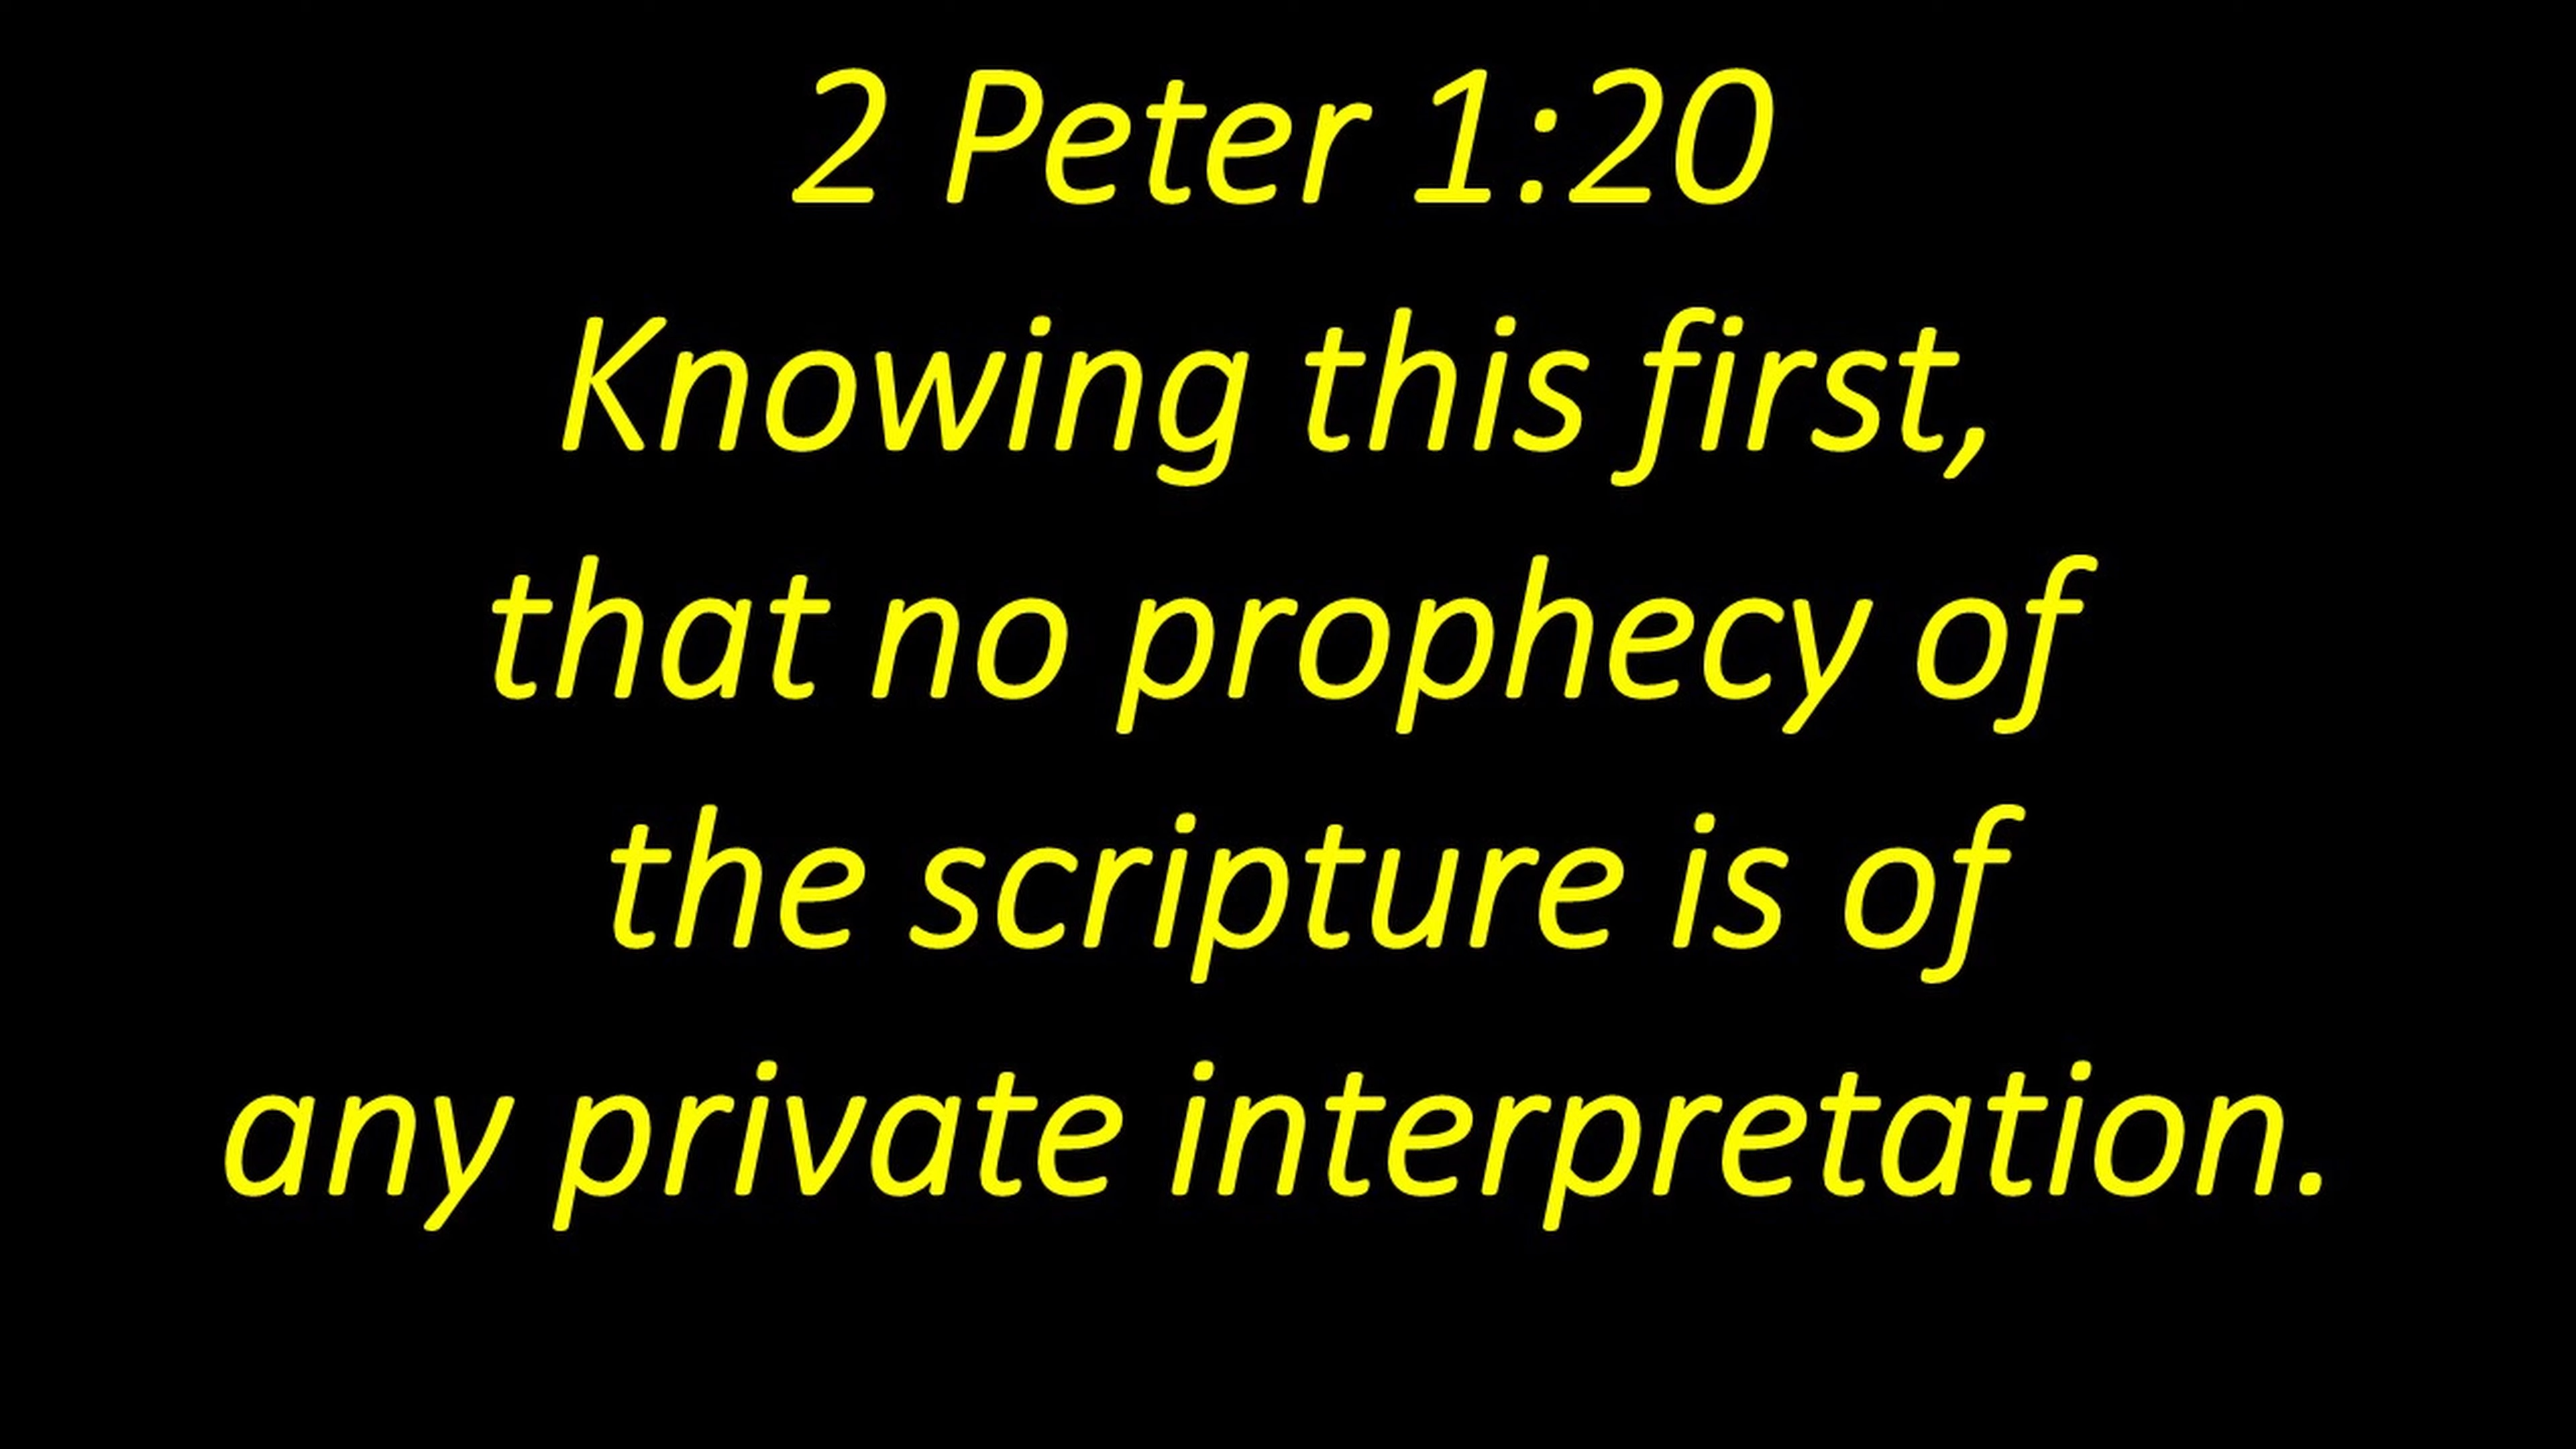 2 Peter 1:20
Knowing this first,
that no prophecy of
the scripture is of
any private interpretation.